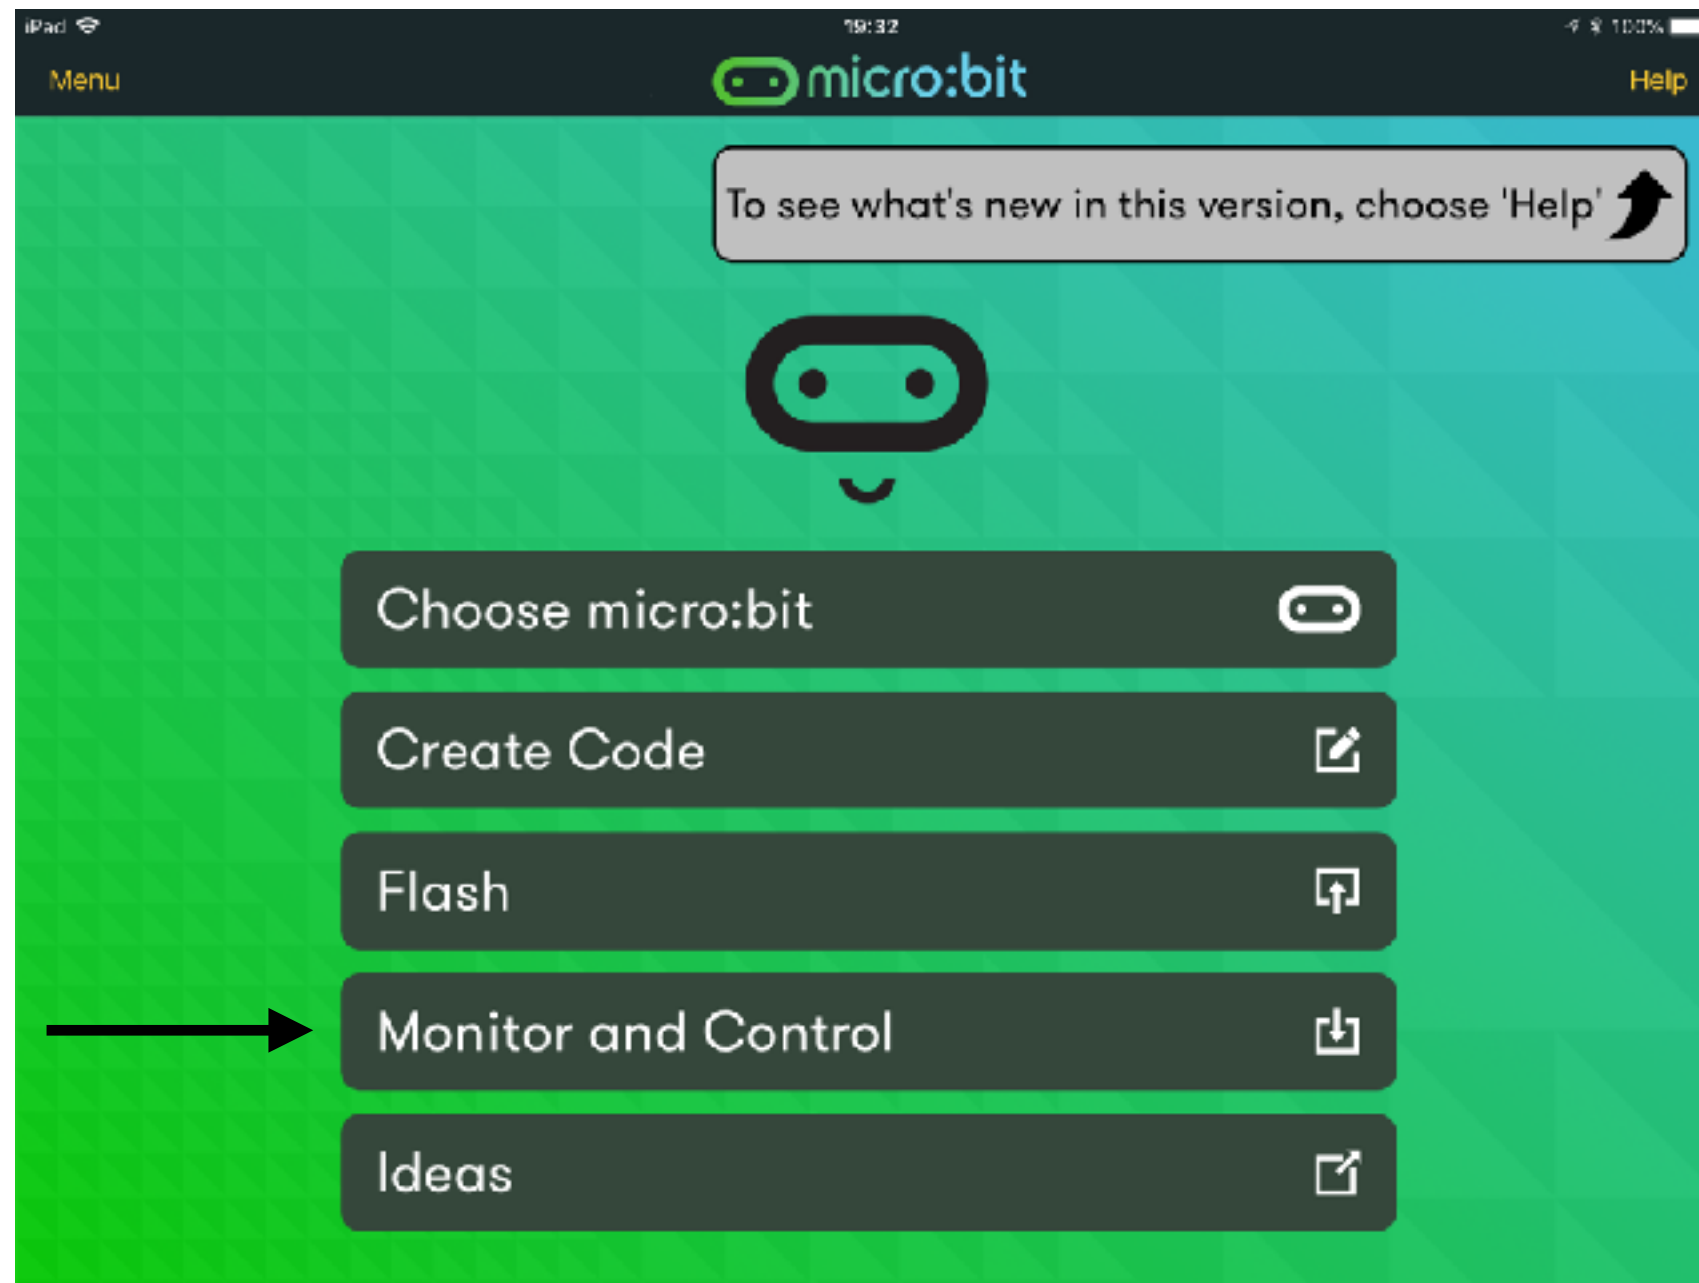 iPad 19:32 100%
Menu micro:bit Help
To see what's new in this version, choose 'Help'
Choose micro:bit
Create Code
Flash
Monitor and Control
Ideas